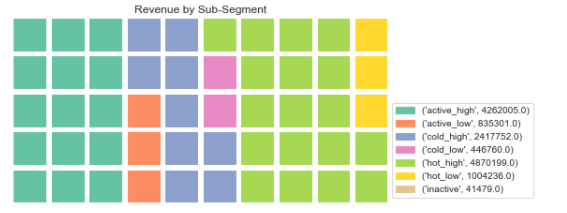 Revenue by Sub-Segment
('active_high', 4262005.0)
('active_low', 835301.0)
('cold_high', 2417752.0)
('cold_low', 446760.0)
('hot_high', 4870199.0)
('hot_low', 1004236.0)
('inactive', 41479.0)